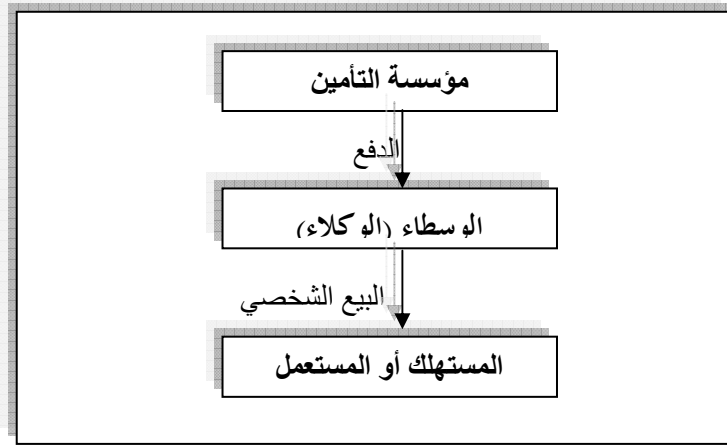 مؤسسة التأمين
الدفع
الوسطاء (الوكلاء)
البيع الشخصي
المستهلك أو المستعمل